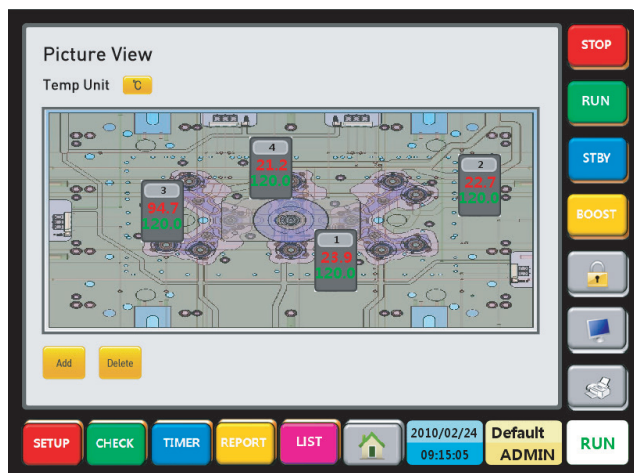 Picture View
Temp Unit ℃
4
21.2
120.0
2
22.7
120.0
3
94.7
120.0
1
23.9
120.0
Add Delete
STOP
RUN
STBY
BOOST
SETUP CHECK TIMER REPORT LIST
2010/02/24
09:15:05
Default
ADMIN
RUN